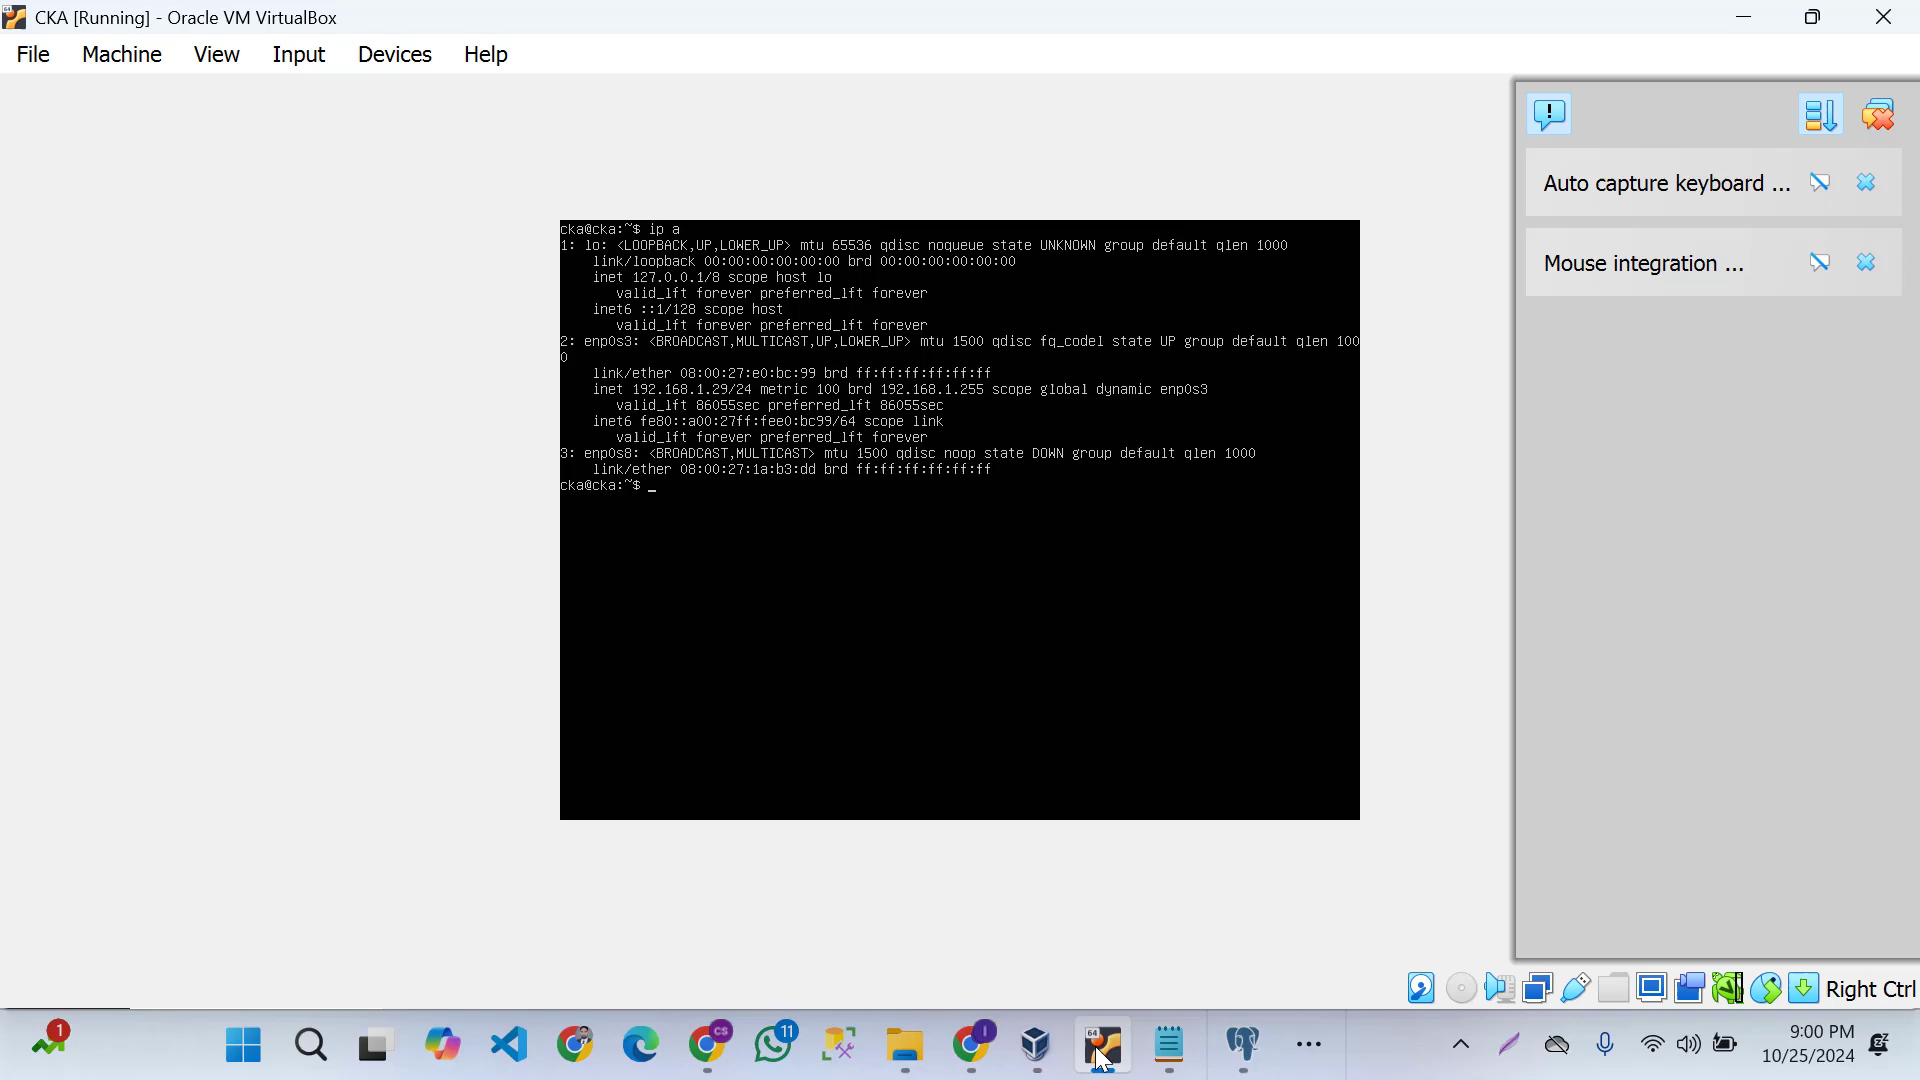 CKA [Running] - Oracle VM VirtualBox
File Machine View Input Devices Help
cka@cka:~$ ip a
1: lo: <LOOPBACK,UP,LOWER_UP> mtu 65536 qdisc noqueue state UNKNOWN group default qlen 1000
link/loopback 00:00:00:00:00:00 brd 00:00:00:00:00:00
inet 127.0.0.1/8 scope host lo
valid_lft forever preferred_lft forever
inet6 ::1/128 scope host
valid_lft forever preferred_lft forever
2: enp0s3: <BROADCAST,MULTICAST,UP,LOWER_UP> mtu 1500 qdisc fq_codel state UP group default qlen 100
0
link/ether 08:00:27:e0:bc:99 brd ff:ff:ff:ff:ff:ff
inet 192.168.1.29/24 metric 100 brd 192.168.1.255 scope global dynamic enp0s3
valid_lft 86055sec preferred_lft 86055sec
inet6 fe80::a00:27ff:fee0:bc99/64 scope link
valid_lft forever preferred_lft forever
3: enp0s8: <BROADCAST,MULTICAST> mtu 1500 qdisc noop state DOWN group default qlen 1000
link/ether 08:00:27:1a:b3:dd brd ff:ff:ff:ff:ff:ff
cka@cka:~$ _
Auto capture keyboard ...
Mouse integration ...
Right Ctrl
1
CS
11
I
64
9:00 PM
10/25/2024